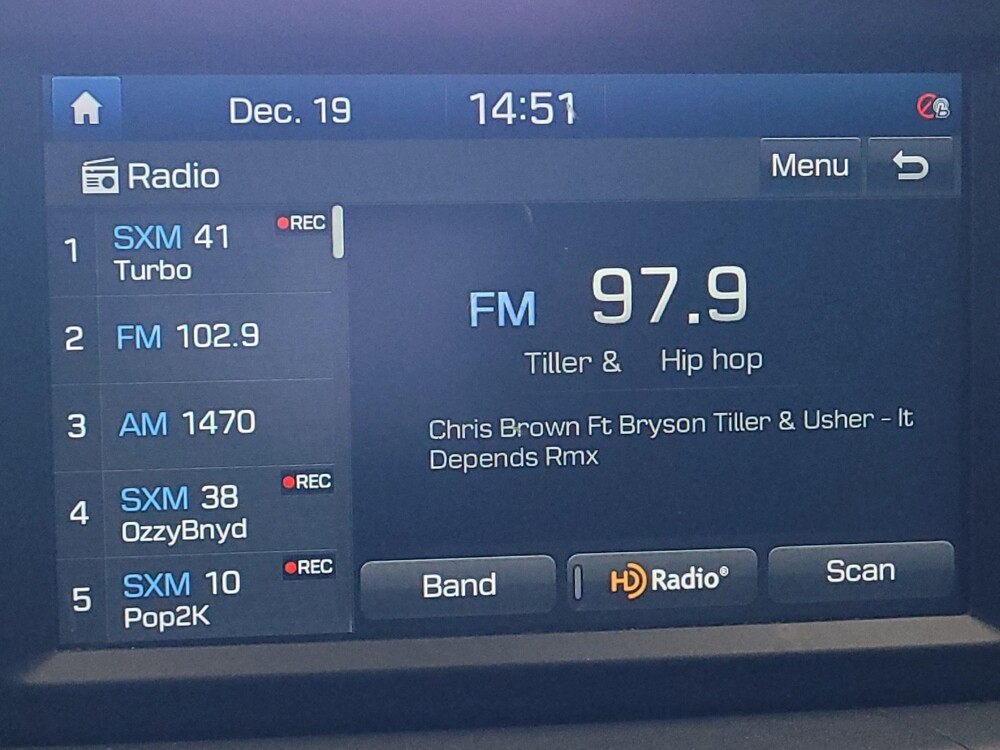 Dec. 19 14:51
Radio Menu
1 SXM 41 REC
Turbo
2 FM 102.9
3 AM 1470
4 SXM 38 REC
OzzyBnyd
5 SXM 10 REC
Pop2K
FM 97.9
Tiller & Hip hop
Chris Brown Ft Bryson Tiller & Usher - It
Depends Rmx
Band HD Radio® Scan